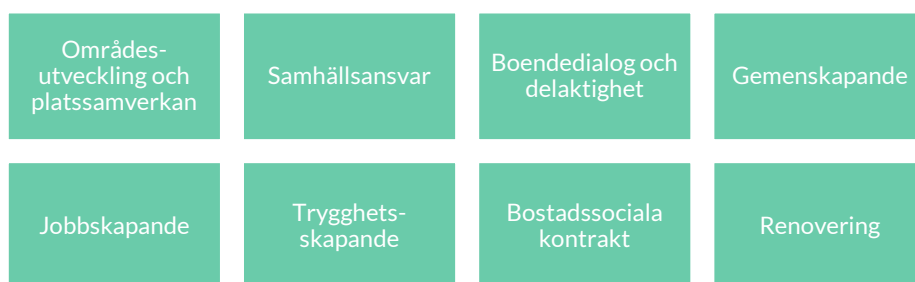 Områdes-
utveckling och
platssamverkan
Samhällsansvar
Boendedialog och
delaktighet
Gemenskapande
Jobbskapande
Trygghets-
skapande
Bostadssociala
kontrakt
Renovering